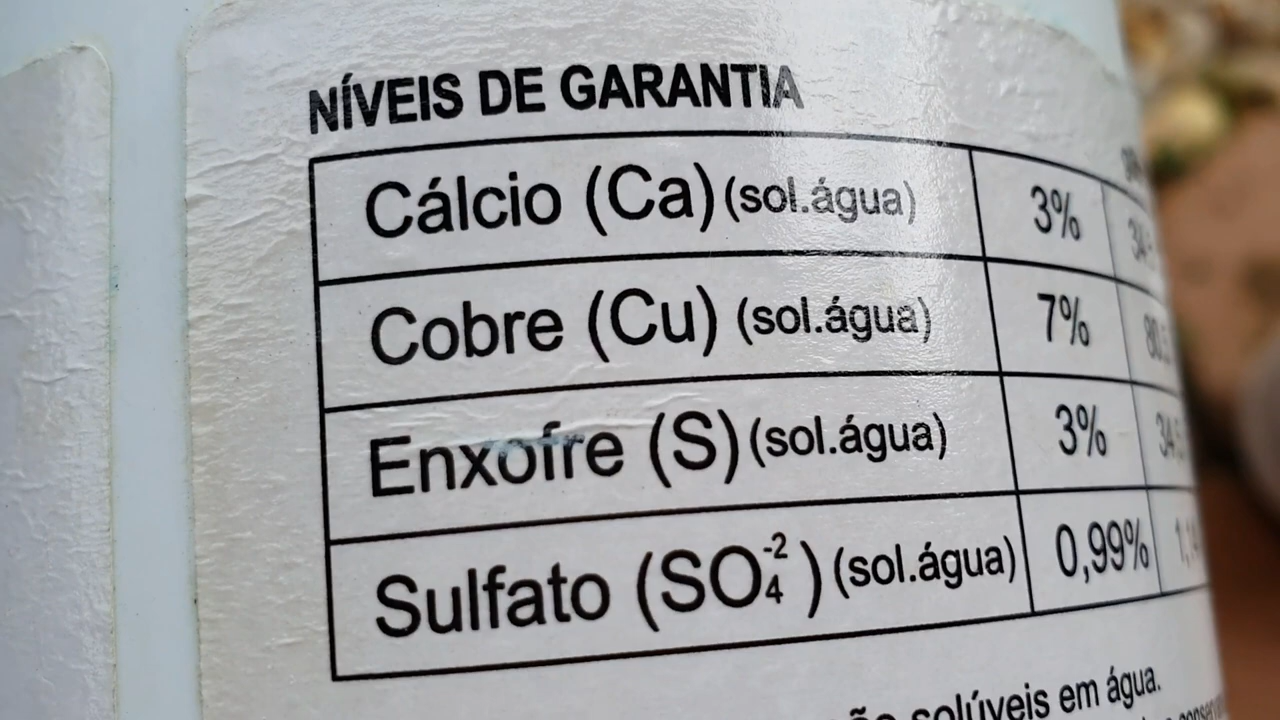 NÍVEIS DE GARANTIA
Cálcio (Ca) (sol.água) 3%
Cobre (Cu) (sol.água) 7%
Enxofre (S) (sol.água) 3%
Sulfato (SO₄⁻²) (sol.água) 0,99%
solúveis em água.